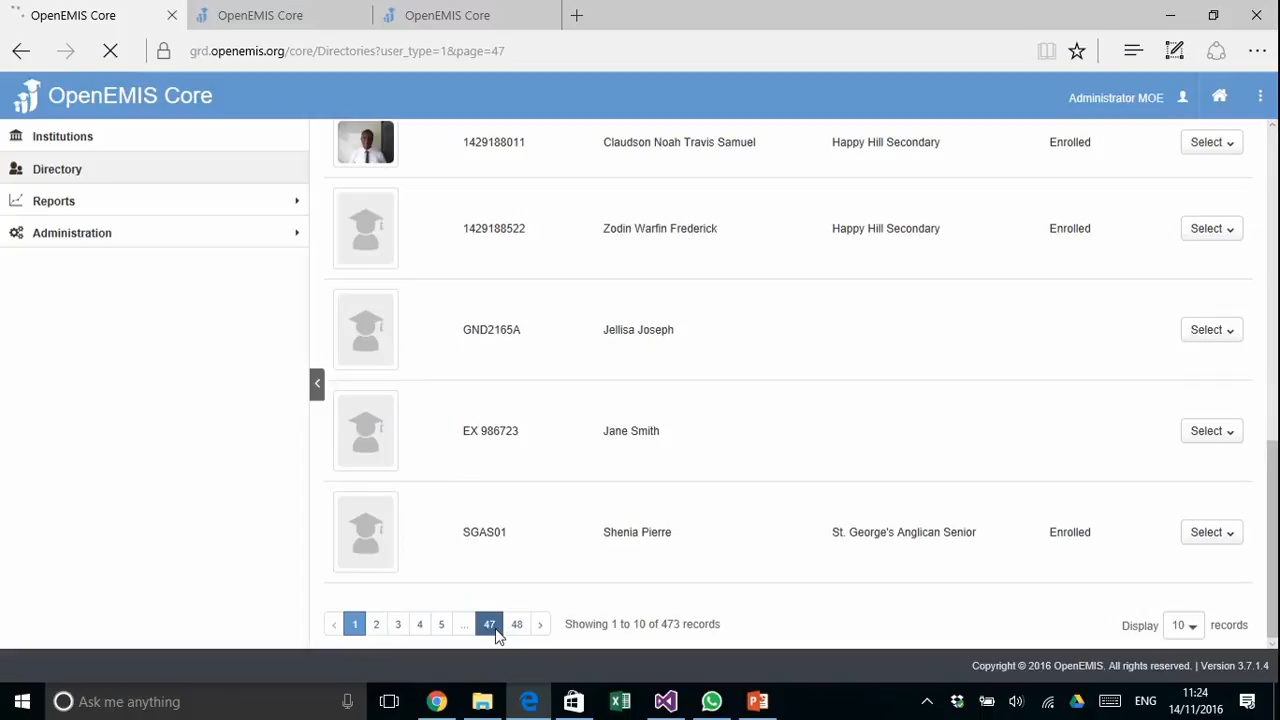 OpenEMIS Core
OpenEMIS Core
OpenEMIS Core
grd.openemis.org/core/Directories?user_type=1&page=47
OpenEMIS Core
Administrator MOE
Institutions
Directory
Reports
Administration
1429188011 Claudson Noah Travis Samuel Happy Hill Secondary Enrolled Select
1429188522 Zodin Warfin Frederick Happy Hill Secondary Enrolled Select
GND2165A Jellisa Joseph Select
EX 986723 Jane Smith Select
SGAS01 Shenia Pierre St. George's Anglican Senior Enrolled Select
‹ 1 2 3 4 5 ... 47 48 › Showing 1 to 10 of 473 records Display 10 records
Copyright © 2016 OpenEMIS. All rights reserved. | Version 3.7.1.4
Ask me anything
ENG
11:24
14/11/2016